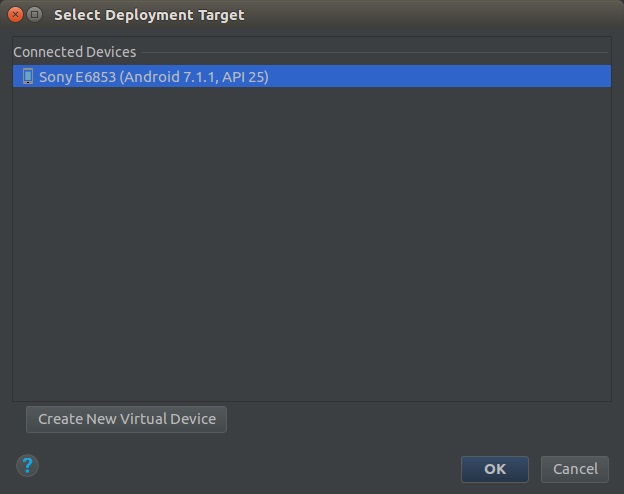 Select Deployment Target
Connected Devices
Sony E6853 (Android 7.1.1, API 25)
Create New Virtual Device
?
OK
Cancel